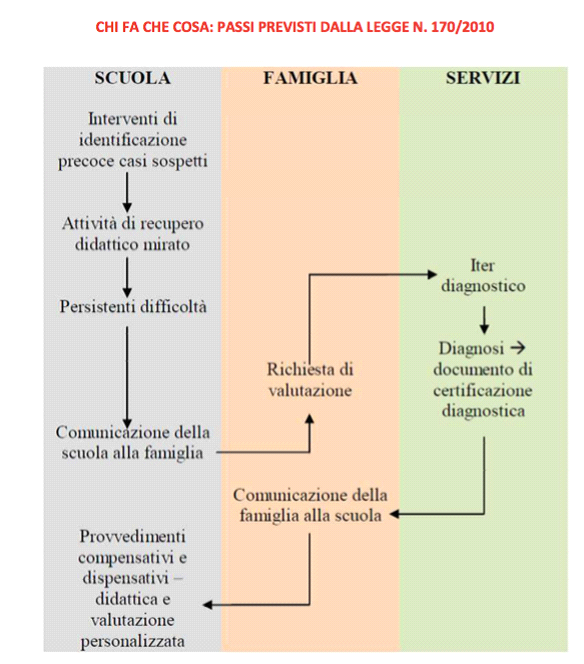 CHI FA CHE COSA: PASSI PREVISTI DALLA LEGGE N. 170/2010
SCUOLA
FAMIGLIA
SERVIZI
Interventi di
identificazione
precoce casi sospetti
Attività di recupero
didattico mirato
Persistenti difficoltà
Comunicazione della
scuola alla famiglia
Richiesta di
valutazione
Iter
diagnostico
Diagnosi →
documento di
certificazione
diagnostica
Comunicazione della
famiglia alla scuola
Provvedimenti
compensativi e
dispensativi –
didattica e
valutazione
personalizzata